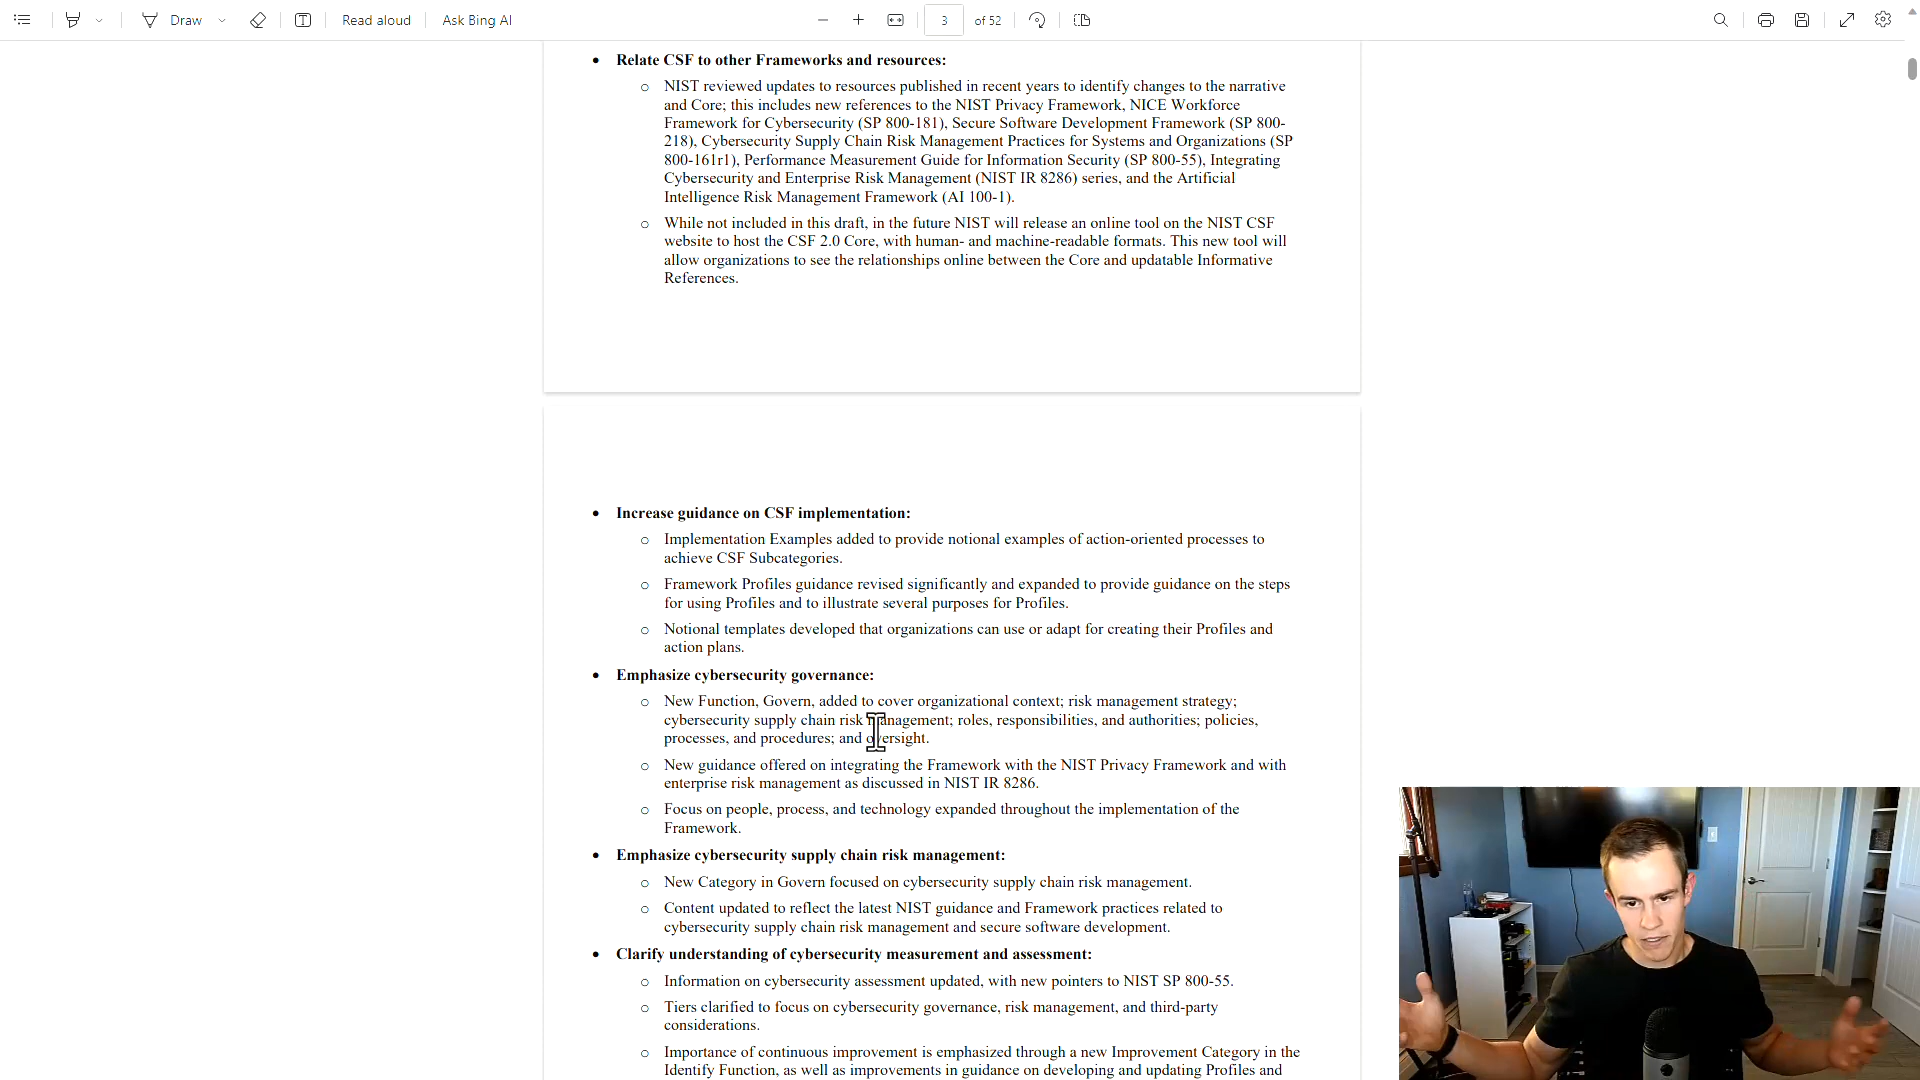 Draw
Read aloud
Ask Bing AI
3
of 52
• Relate CSF to other Frameworks and resources:
o NIST reviewed updates to resources published in recent years to identify changes to the narrative
and Core; this includes new references to the NIST Privacy Framework, NICE Workforce
Framework for Cybersecurity (SP 800-181), Secure Software Development Framework (SP 800-
218), Cybersecurity Supply Chain Risk Management Practices for Systems and Organizations (SP
800-161r1), Performance Measurement Guide for Information Security (SP 800-55), Integrating
Cybersecurity and Enterprise Risk Management (NIST IR 8286) series, and the Artificial
Intelligence Risk Management Framework (AI 100-1).
o While not included in this draft, in the future NIST will release an online tool on the NIST CSF
website to host the CSF 2.0 Core, with human- and machine-readable formats. This new tool will
allow organizations to see the relationships online between the Core and updatable Informative
References.
• Increase guidance on CSF implementation:
o Implementation Examples added to provide notional examples of action-oriented processes to
achieve CSF Subcategories.
o Framework Profiles guidance revised significantly and expanded to provide guidance on the steps
for using Profiles and to illustrate several purposes for Profiles.
o Notional templates developed that organizations can use or adapt for creating their Profiles and
action plans.
• Emphasize cybersecurity governance:
o New Function, Govern, added to cover organizational context; risk management strategy;
cybersecurity supply chain risk management; roles, responsibilities, and authorities; policies,
processes, and procedures; and oversight.
o New guidance offered on integrating the Framework with the NIST Privacy Framework and with
enterprise risk management as discussed in NIST IR 8286.
o Focus on people, process, and technology expanded throughout the implementation of the
Framework.
• Emphasize cybersecurity supply chain risk management:
o New Category in Govern focused on cybersecurity supply chain risk management.
o Content updated to reflect the latest NIST guidance and Framework practices related to
cybersecurity supply chain risk management and secure software development.
• Clarify understanding of cybersecurity measurement and assessment:
o Information on cybersecurity assessment updated, with new pointers to NIST SP 800-55.
o Tiers clarified to focus on cybersecurity governance, risk management, and third-party
considerations.
o Importance of continuous improvement is emphasized through a new Improvement Category in the
Identify Function, as well as improvements in guidance on developing and updating Profiles and